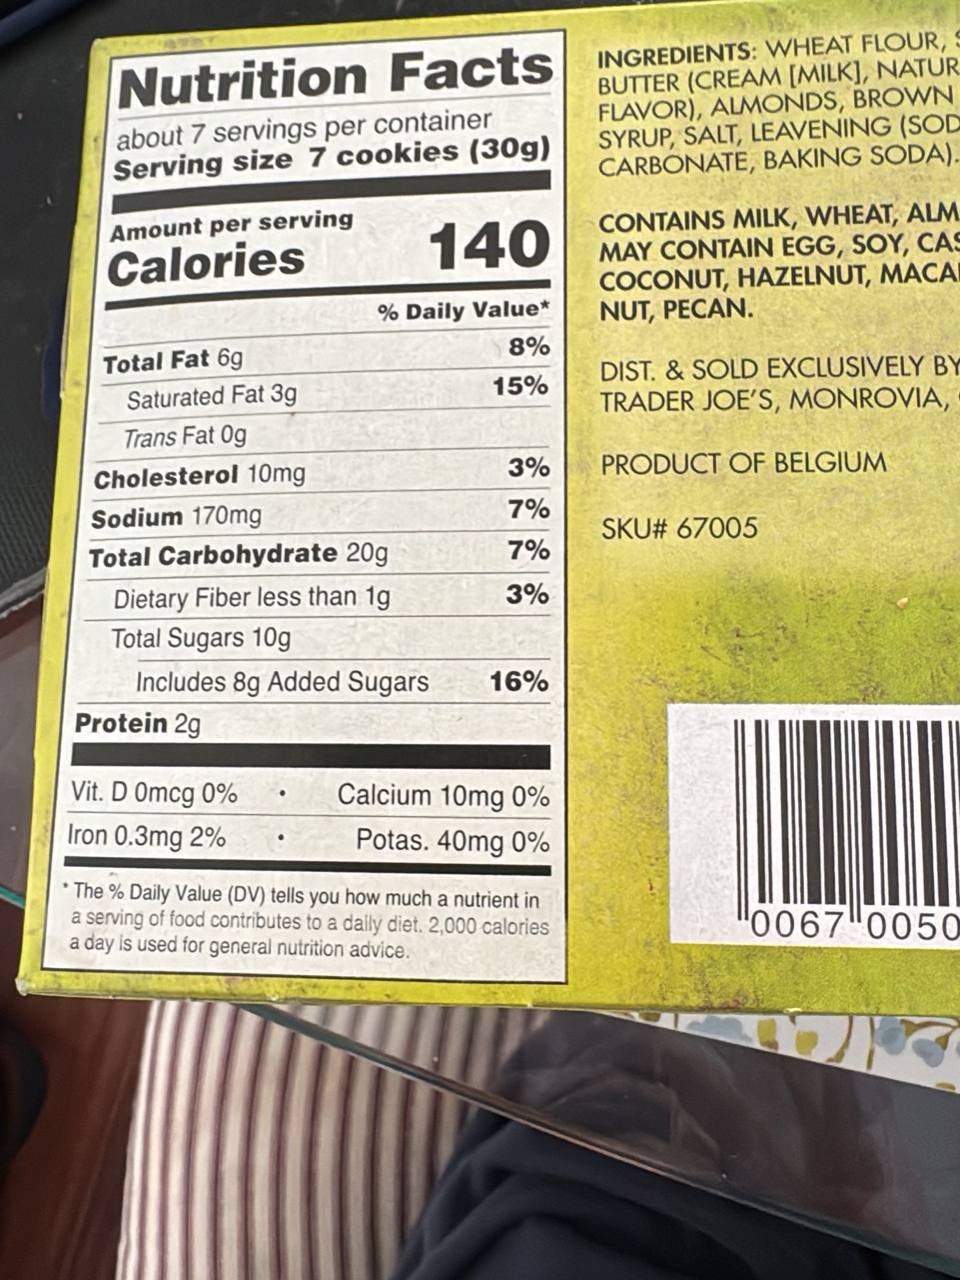 Nutrition Facts
about 7 servings per container
Serving size 7 cookies (30g)
Amount per serving
Calories 140
% Daily Value*
Total Fat 6g 8%
Saturated Fat 3g 15%
Trans Fat 0g
Cholesterol 10mg 3%
Sodium 170mg 7%
Total Carbohydrate 20g 7%
Dietary Fiber less than 1g 3%
Total Sugars 10g
Includes 8g Added Sugars 16%
Protein 2g
Vit. D 0mcg 0% • Calcium 10mg 0%
Iron 0.3mg 2% • Potas. 40mg 0%
* The % Daily Value (DV) tells you how much a nutrient in
a serving of food contributes to a daily diet. 2,000 calories
a day is used for general nutrition advice.
INGREDIENTS: WHEAT FLOUR,
BUTTER (CREAM [MILK], NATUR
FLAVOR), ALMONDS, BROWN
SYRUP, SALT, LEAVENING (SOD
CARBONATE, BAKING SODA).
CONTAINS MILK, WHEAT, ALM
MAY CONTAIN EGG, SOY, CAS
COCONUT, HAZELNUT, MACA
NUT, PECAN.
DIST. & SOLD EXCLUSIVELY BY
TRADER JOE'S, MONROVIA,
PRODUCT OF BELGIUM
SKU# 67005
0067 0050